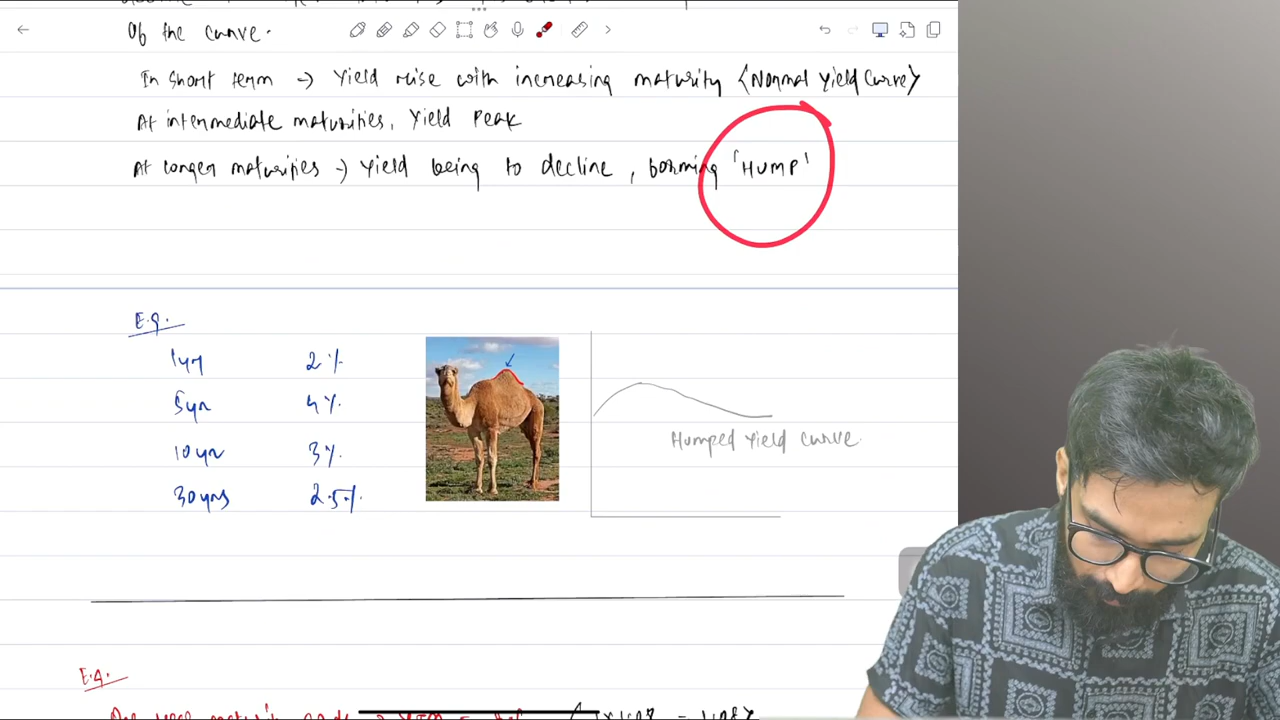 Of the curve.
In short term → Yield rise with increasing maturity <Normal Yield Curve>
At intermediate maturities, Yield Peak
At Longer maturities → Yield being to decline, borming 'HUMP'
E.g.
1yr 2%
5yr 4%
10yr 3%
30yrs 2.5%
Humped Yield curve
E.g.